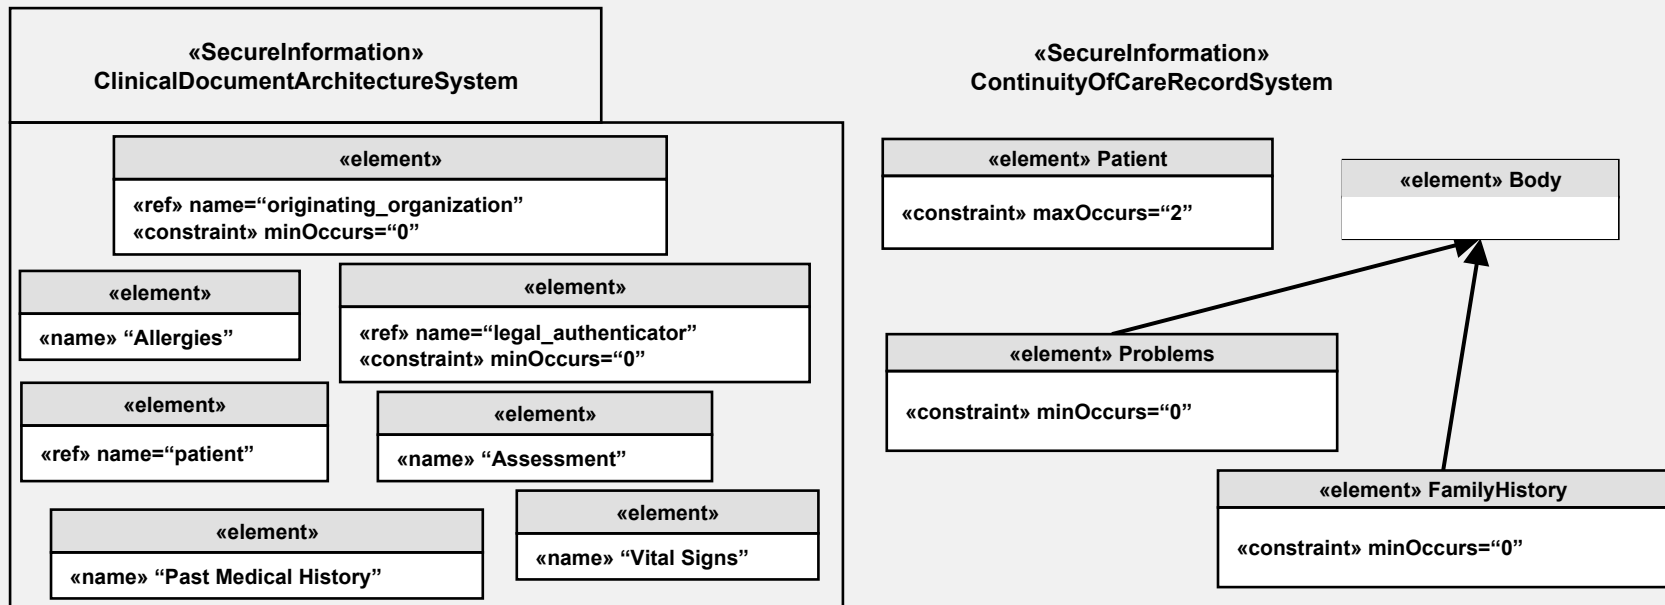 «SecureInformation»
ClinicalDocumentArchitectureSystem
«element»
«ref» name=“originating_organization”
«constraint» minOccurs=“0”
«element»
«name» “Allergies”
«element»
«ref» name=“legal_authenticator”
«constraint» minOccurs=“0”
«element»
«ref» name=“patient”
«element»
«name» “Assessment”
«element»
«name» “Past Medical History”
«element»
«name» “Vital Signs”
«SecureInformation»
ContinuityOfCareRecordSystem
«element» Patient
«constraint» maxOccurs=“2”
«element» Body
«element» Problems
«constraint» minOccurs=“0”
«element» FamilyHistory
«constraint» minOccurs=“0”